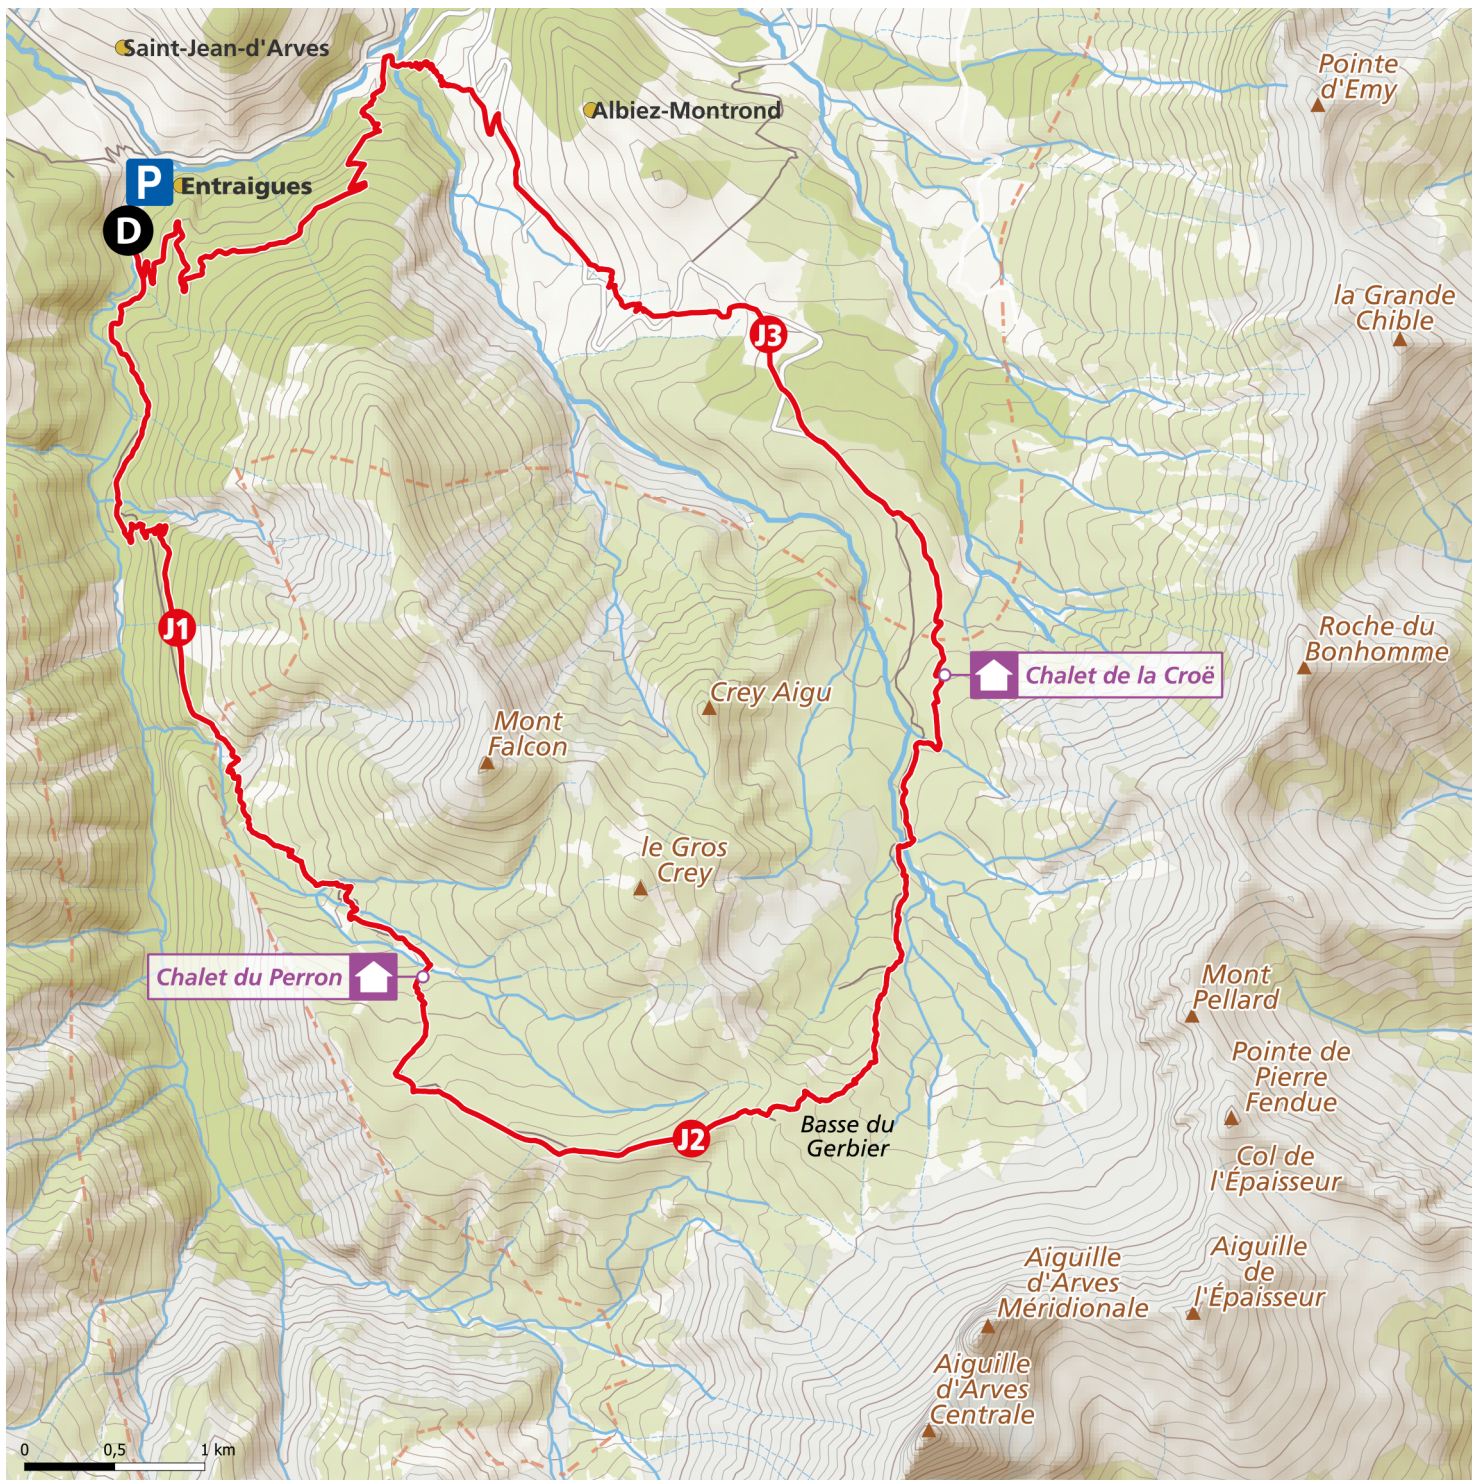 Saint-Jean-d'Arves
Albiez-Montrond
Pointe
d'Emy
P
Entraigues
D
la Grande
Chible
J3
J1
Roche du
Bonhomme
Chalet de la Croë
Crey Aigu
Mont
Falcon
le Gros
Crey
Chalet du Perron
Mont
Pellard
Pointe de
Pierre
Fendue
J2
Basse du
Gerbier
Col de
l'Épaisseur
Aiguille
d'Arves
Méridionale
Aiguille
de
l'Épaisseur
Aiguille
d'Arves
Centrale
0 0,5 1 km